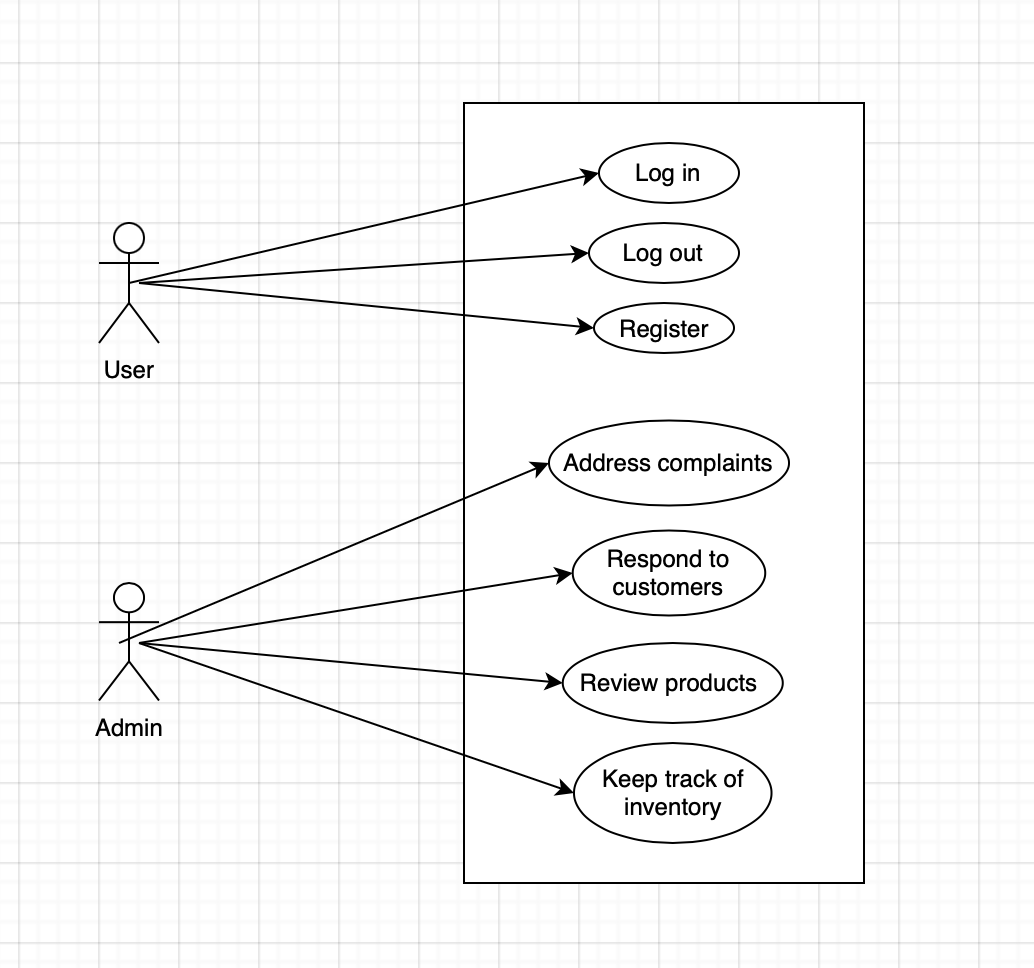 Log in
Log out
Register
User
Address complaints
Respond to
customers
Review products
Admin
Keep track of
inventory